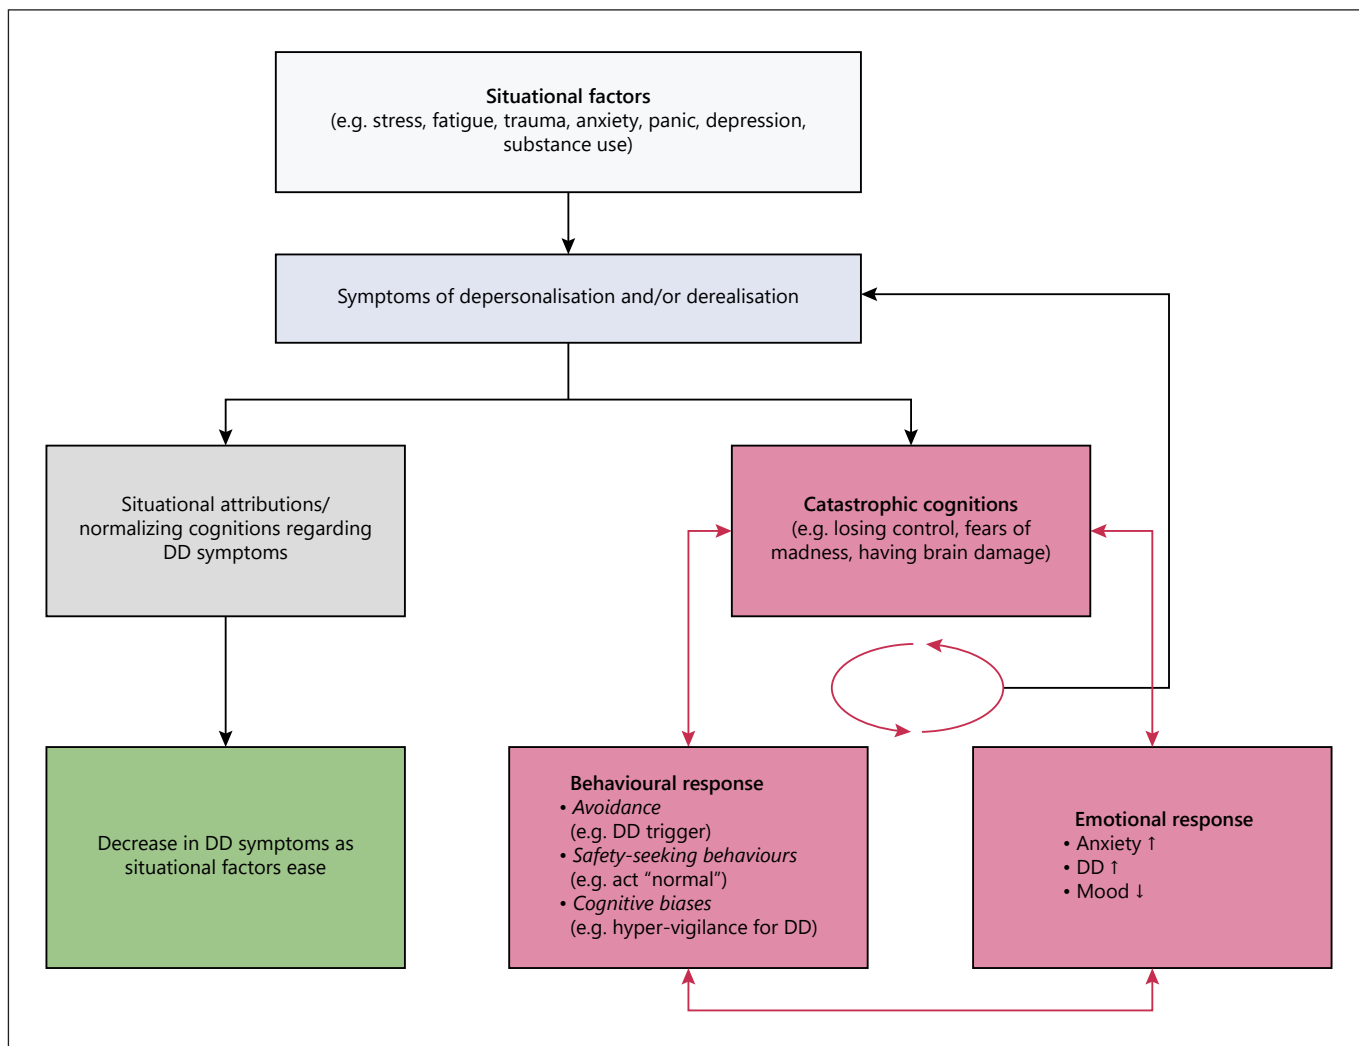 Situational factors
(e.g. stress, fatigue, trauma, anxiety, panic, depression,
substance use)
Symptoms of depersonalisation and/or derealisation
Situational attributions/
normalizing cognitions regarding
DD symptoms
Catastrophic cognitions
(e.g. losing control, fears of
madness, having brain damage)
Decrease in DD symptoms as
situational factors ease
Behavioural response
• Avoidance
(e.g. DD trigger)
• Safety-seeking behaviours
(e.g. act “normal”)
• Cognitive biases
(e.g. hyper-vigilance for DD)
Emotional response
• Anxiety ↑
• DD ↑
• Mood ↓